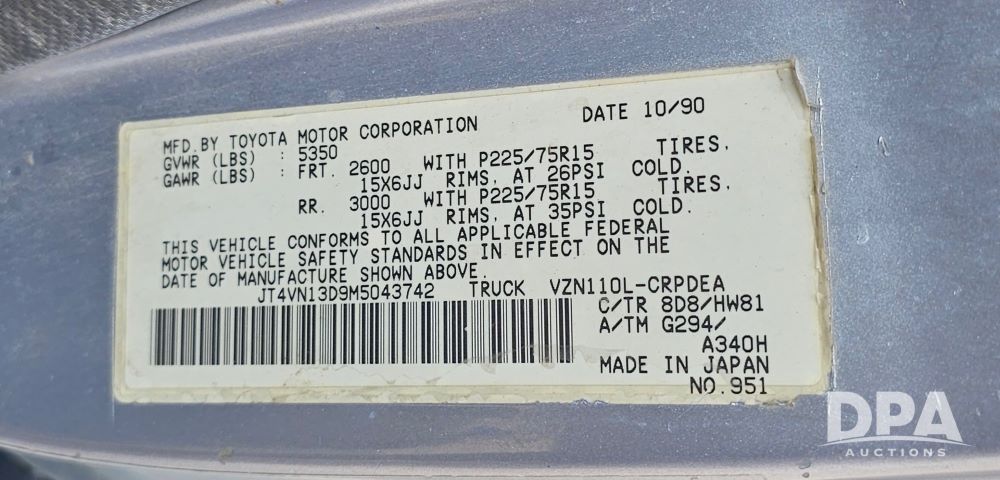 MFD.BY TOYOTA MOTOR CORPORATION DATE 10/90
GVWR (LBS) : 5350
GAWR (LBS) : FRT. 2600 WITH P225/75R15 TIRES,
15X6JJ RIMS, AT 26PSI COLD.
RR. 3000 WITH P225/75R15 TIRES,
15X6JJ RIMS, AT 35PSI COLD.
THIS VEHICLE CONFORMS TO ALL APPLICABLE FEDERAL
MOTOR VEHICLE SAFETY STANDARDS IN EFFECT ON THE
DATE OF MANUFACTURE SHOWN ABOVE.
JT4VN13D9M5043742 TRUCK VZN110L-CRPDEA
C/TR 8D8/HW81
A/TM G294/
A340H
MADE IN JAPAN
NO.951
DPA
AUCTIONS